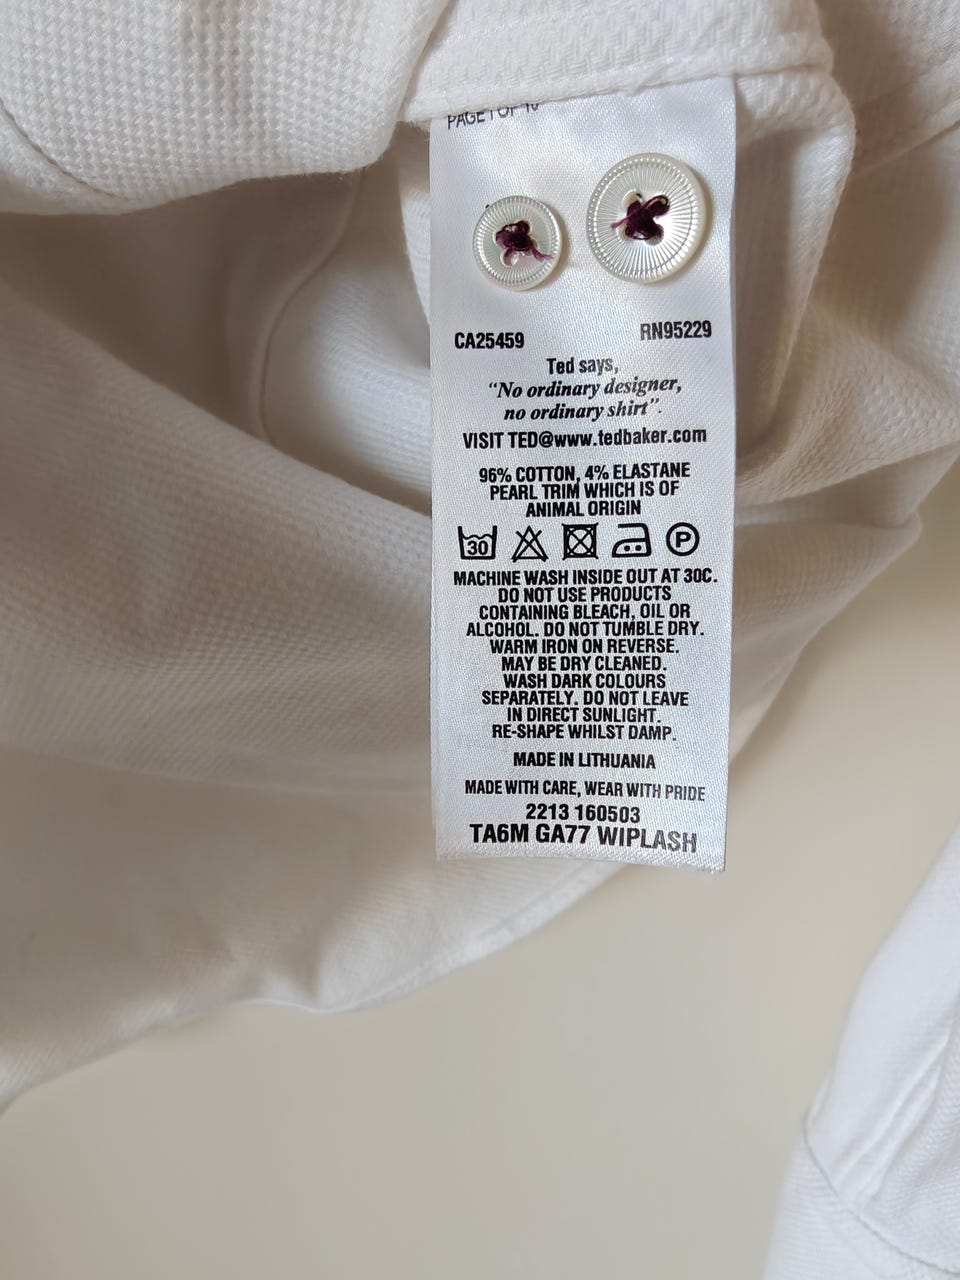 CA25459 RN95229
Ted says,
"No ordinary designer,
no ordinary shirt".
VISIT TED@www.tedbaker.com
96% COTTON, 4% ELASTANE
PEARL TRIM WHICH IS OF
ANIMAL ORIGIN
30 P
MACHINE WASH INSIDE OUT AT 30C.
DO NOT USE PRODUCTS
CONTAINING BLEACH, OIL OR
ALCOHOL. DO NOT TUMBLE DRY.
WARM IRON ON REVERSE.
MAY BE DRY CLEANED.
WASH DARK COLOURS
SEPARATELY. DO NOT LEAVE
IN DIRECT SUNLIGHT.
RE-SHAPE WHILST DAMP.
MADE IN LITHUANIA
MADE WITH CARE, WEAR WITH PRIDE
2213 160503
TA6M GA77 WIPLASH